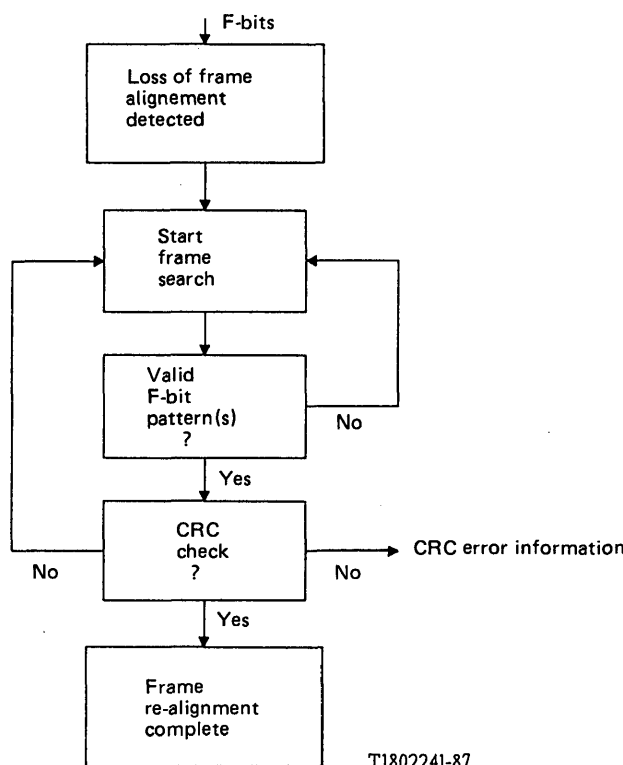 F-bits
Loss of frame
alignement
detected
Start
frame
search
Valid
F-bit
pattern(s)
?
No
Yes
CRC
check
?
No
No
CRC error information
Yes
Frame
re-alignment
complete
T1802241-87